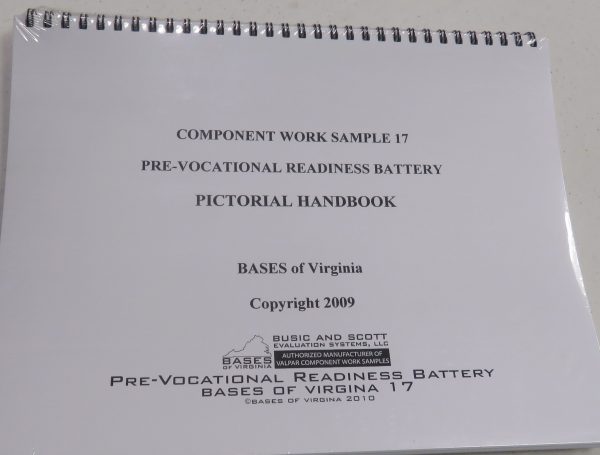 COMPONENT WORK SAMPLE 17
PRE-VOCATIONAL READINESS BATTERY
PICTORIAL HANDBOOK
BASES of Virginia
Copyright 2009
BUSIC AND SCOTT
EVALUATION SYSTEMS, LLC
BASES
OF VIRGINIA
AUTHORIZED MANUFACTURER OF
VALPAR COMPONENT WORK SAMPLES
PRE-VOCATIONAL READINESS BATTERY
BASES OF VIRGINA 17
©BASES OF VIRGINA 2010